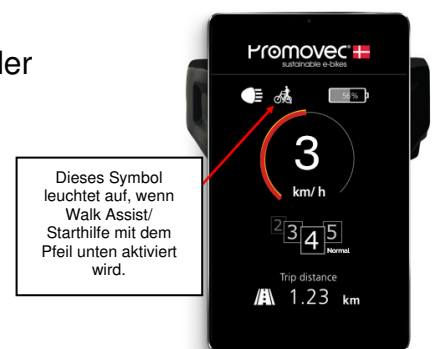 ler
Promovec
sustainable e-bikes
56%
Dieses Symbol
leuchtet auf, wenn
Walk Assist/
Starthilfe mit dem
Pfeil unten aktiviert
wird.
3
km/ h
2 3 4 5
Normal
Trip distance
1.23 km